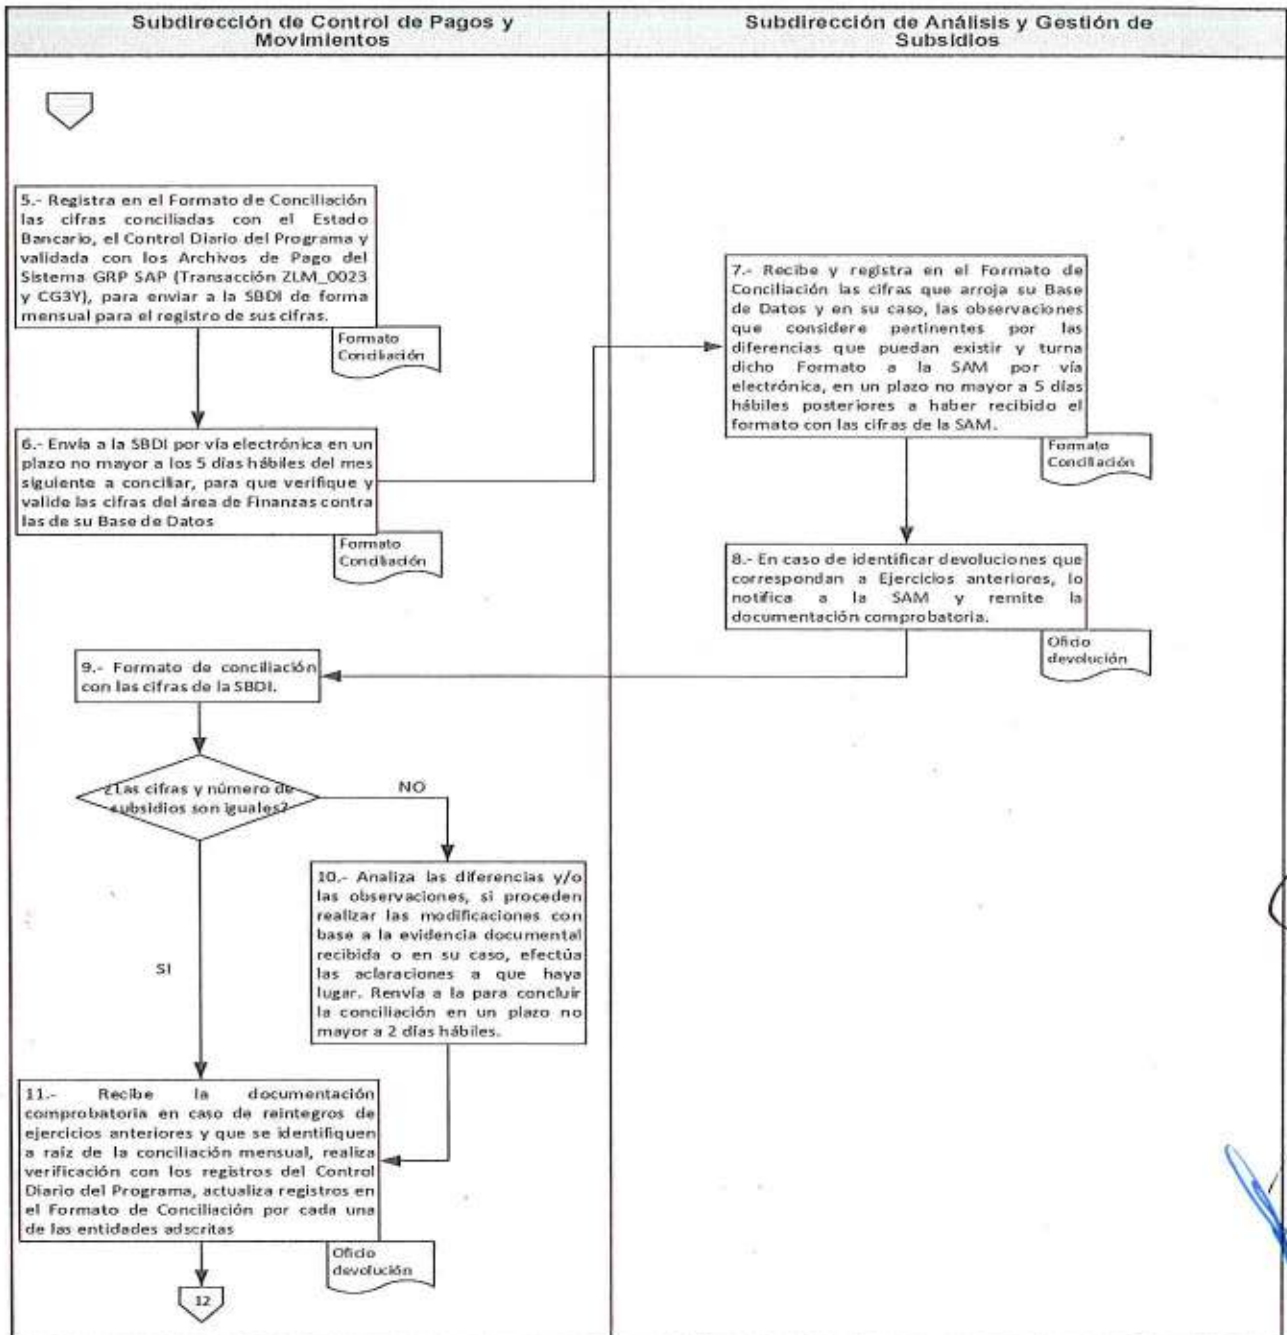 Subdirección de Control de Pagos y
Movimientos
Subdirección de Análisis y Gestión de
Subsidios
5.- Registra en el Formato de Conciliación
las cifras conciliadas con el Estado
Bancario, el Control Diario del Programa y
validada con los Archivos de Pago del
Sistema GRP SAP (Transacción ZLM_0023
y CG3Y), para enviar a la SBDI de forma
mensual para el registro de sus cifras.
Formato
Conciliación
6.- Envía a la SBDI por vía electrónica en un
plazo no mayor a los 5 días hábiles del mes
siguiente a conciliar, para que verifique y
valide las cifras del área de Finanzas contra
las de su Base de Datos
Formato
Conciliación
7.- Recibe y registra en el Formato de
Conciliación las cifras que arroja su Base
de Datos y en su caso, las observaciones
que considere pertinentes por las
diferencias que puedan existir y turna
dicho Formato a la SAM por vía
electrónica, en un plazo no mayor a 5 días
hábiles posteriores a haber recibido el
formato con las cifras de la SAM.
Formato
Conciliación
8.- En caso de identificar devoluciones que
correspondan a Ejercicios anteriores, lo
notifica a la SAM y remite la
documentación comprobatoria.
Oficio
devolución
9.- Formato de conciliación
con las cifras de la SBDI.
¿Las cifras y número de
subsidios son iguales?
NO
10.- Analiza las diferencias y/o
las observaciones, si proceden
realizar las modificaciones con
base a la evidencia documental
recibida o en su caso, efectúa
las aclaraciones a que haya
lugar. Renvía a la para concluir
la conciliación en un plazo no
mayor a 2 días hábiles.
SI
11.- Recibe la documentación
comprobatoria en caso de reintegros de
ejercicios anteriores y que se identifiquen
a raíz de la conciliación mensual, realiza
verificación con los registros del Control
Diario del Programa, actualiza registros en
el Formato de Conciliación por cada una
de las entidades adscritas
Oficio
devolución
12